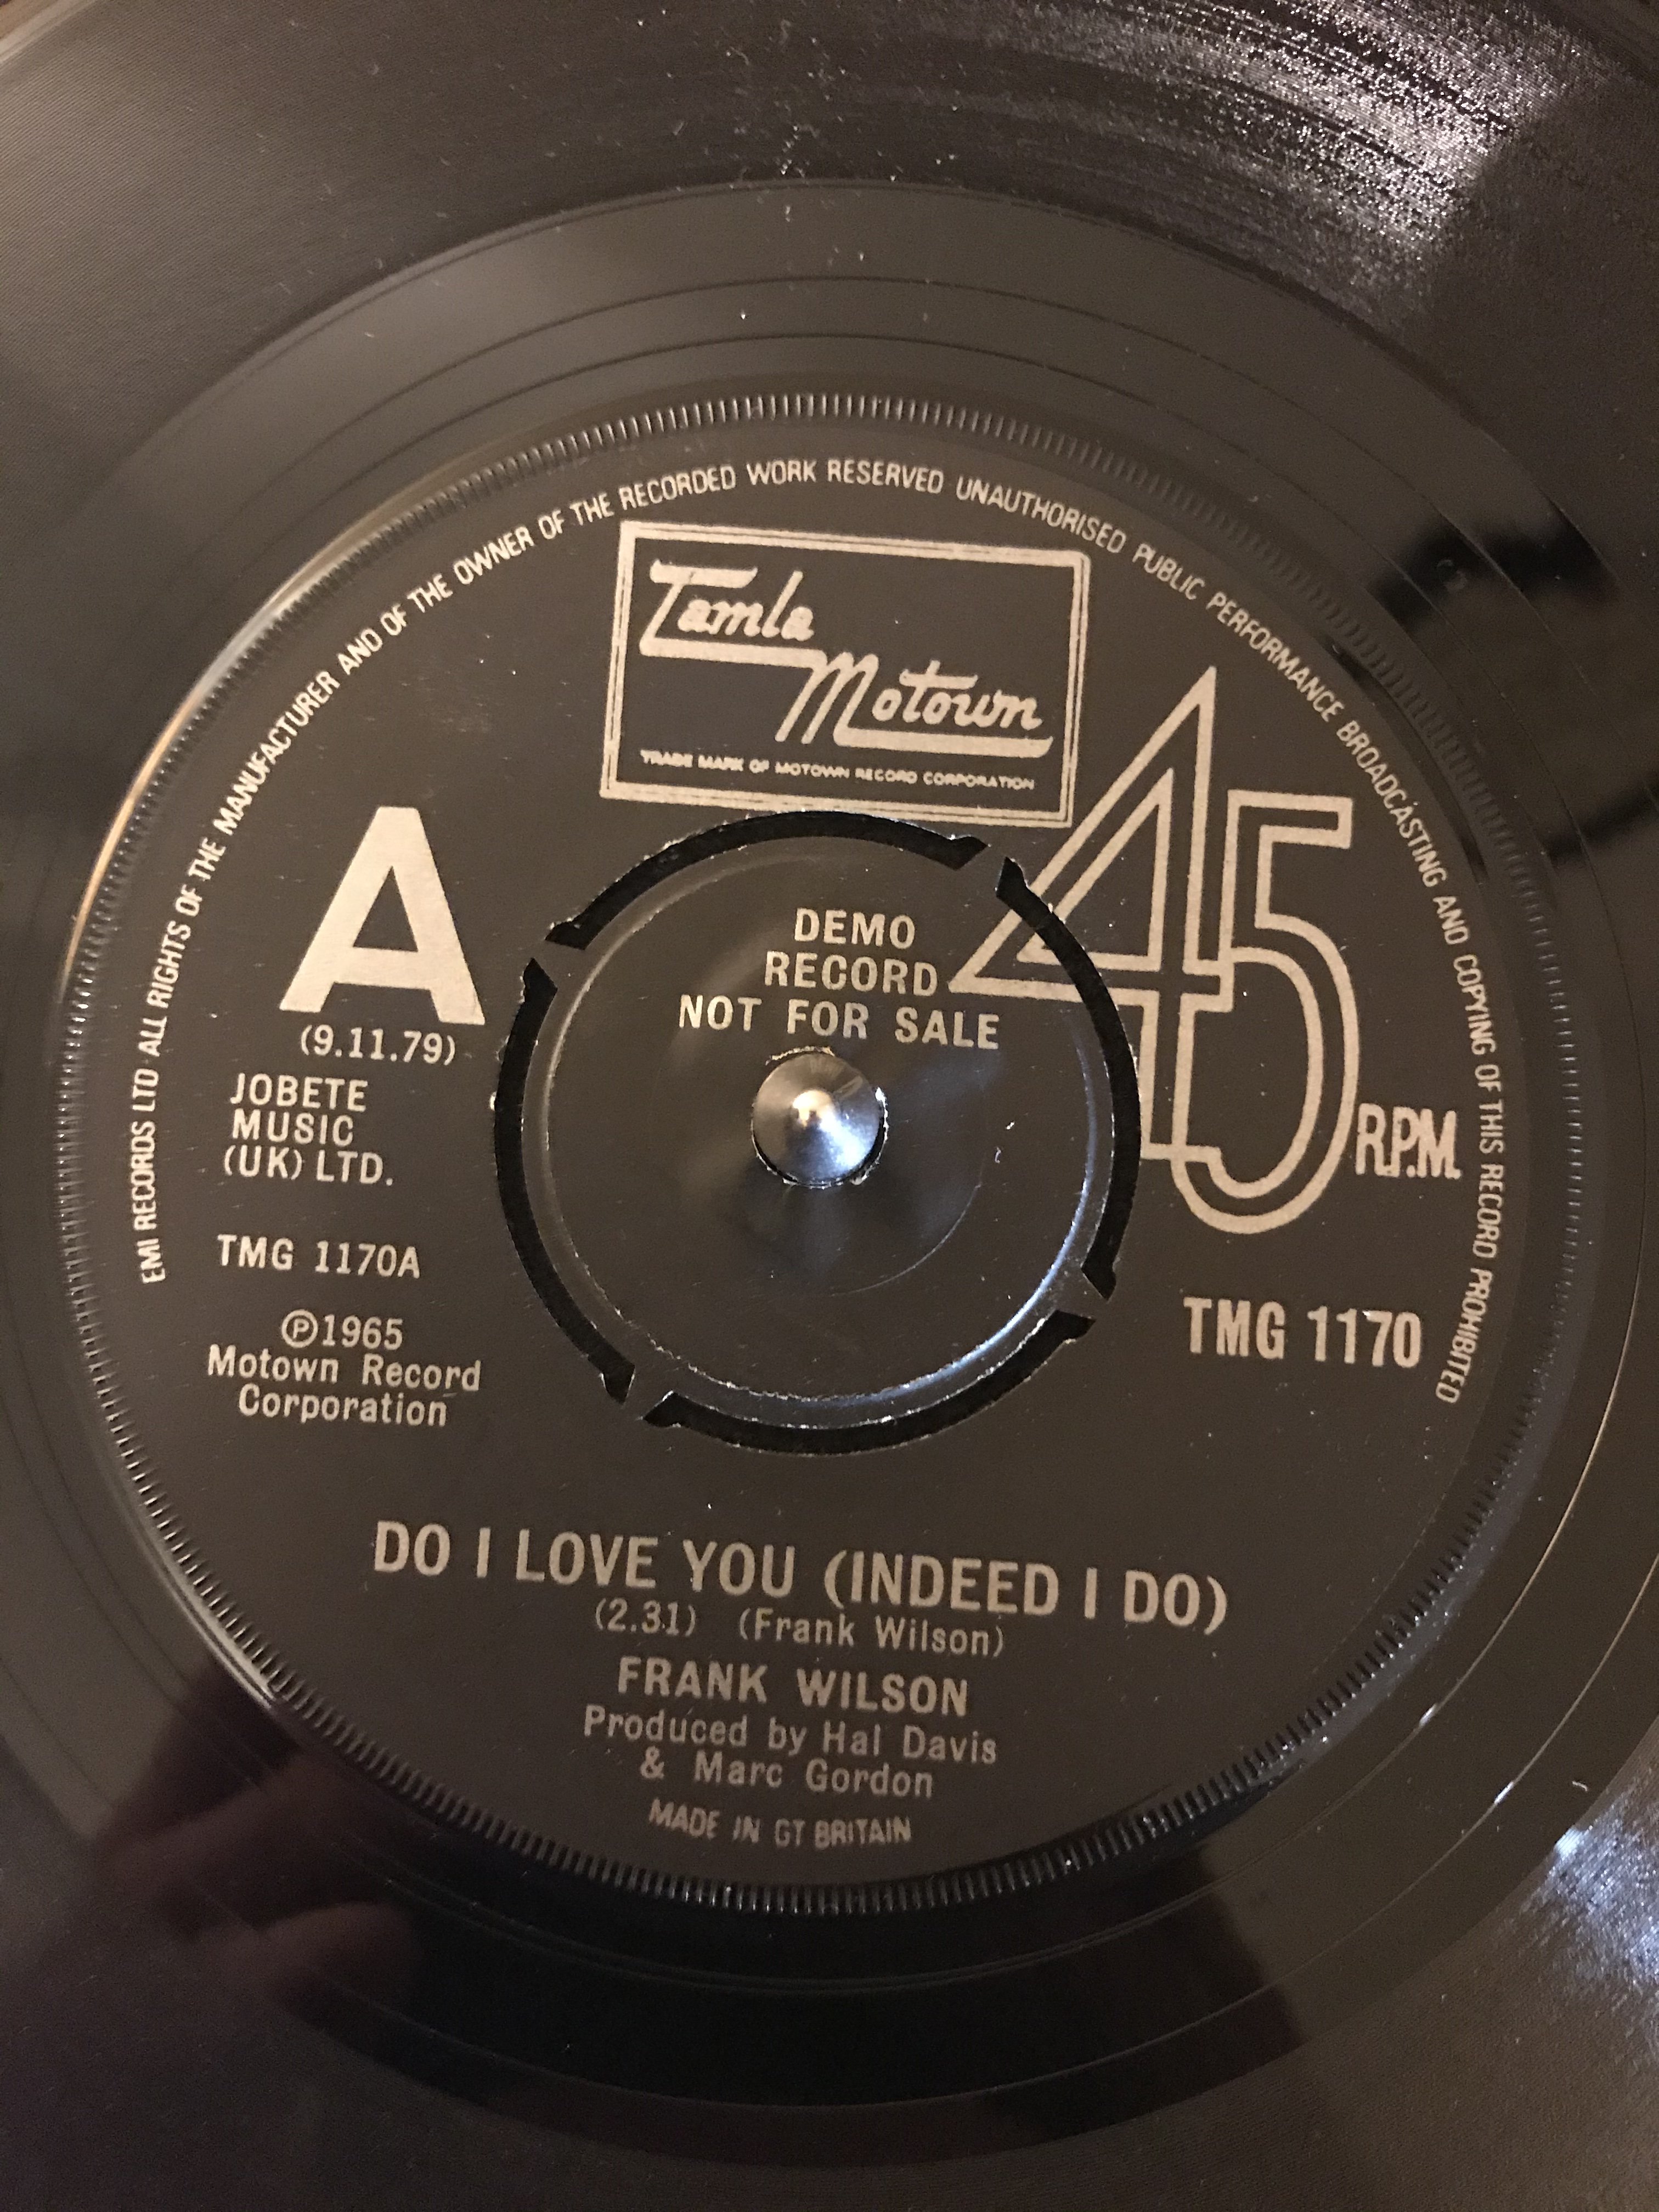 EMI RECORDS LTD ALL RIGHTS OF THE MANUFACTURER AND OF THE OWNER OF THE RECORDED WORK RESERVED UNAUTHORISED PUBLIC PERFORMANCE BROADCASTING AND COPYING OF THIS RECORD PROHIBITED
Tamla
Motown
TRADE MARK OF MOTOWN RECORD CORPORATION
45
R.P.M.
A
(9.11.79)
JOBETE
MUSIC
(UK) LTD.
DEMO
RECORD
NOT FOR SALE
TMG 1170A
℗1965
Motown Record
Corporation
TMG 1170
DO I LOVE YOU (INDEED I DO)
(2.31) (Frank Wilson)
FRANK WILSON
Produced by Hal Davis
& Marc Gordon
MADE IN GT BRITAIN